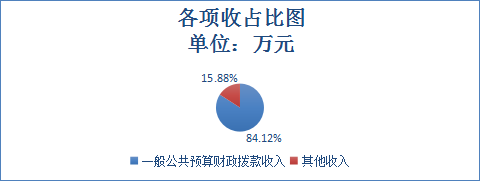 各项收占比图
单位：万元
15.88%
84.12%
一般公共预算财政拨款收入 其他收入